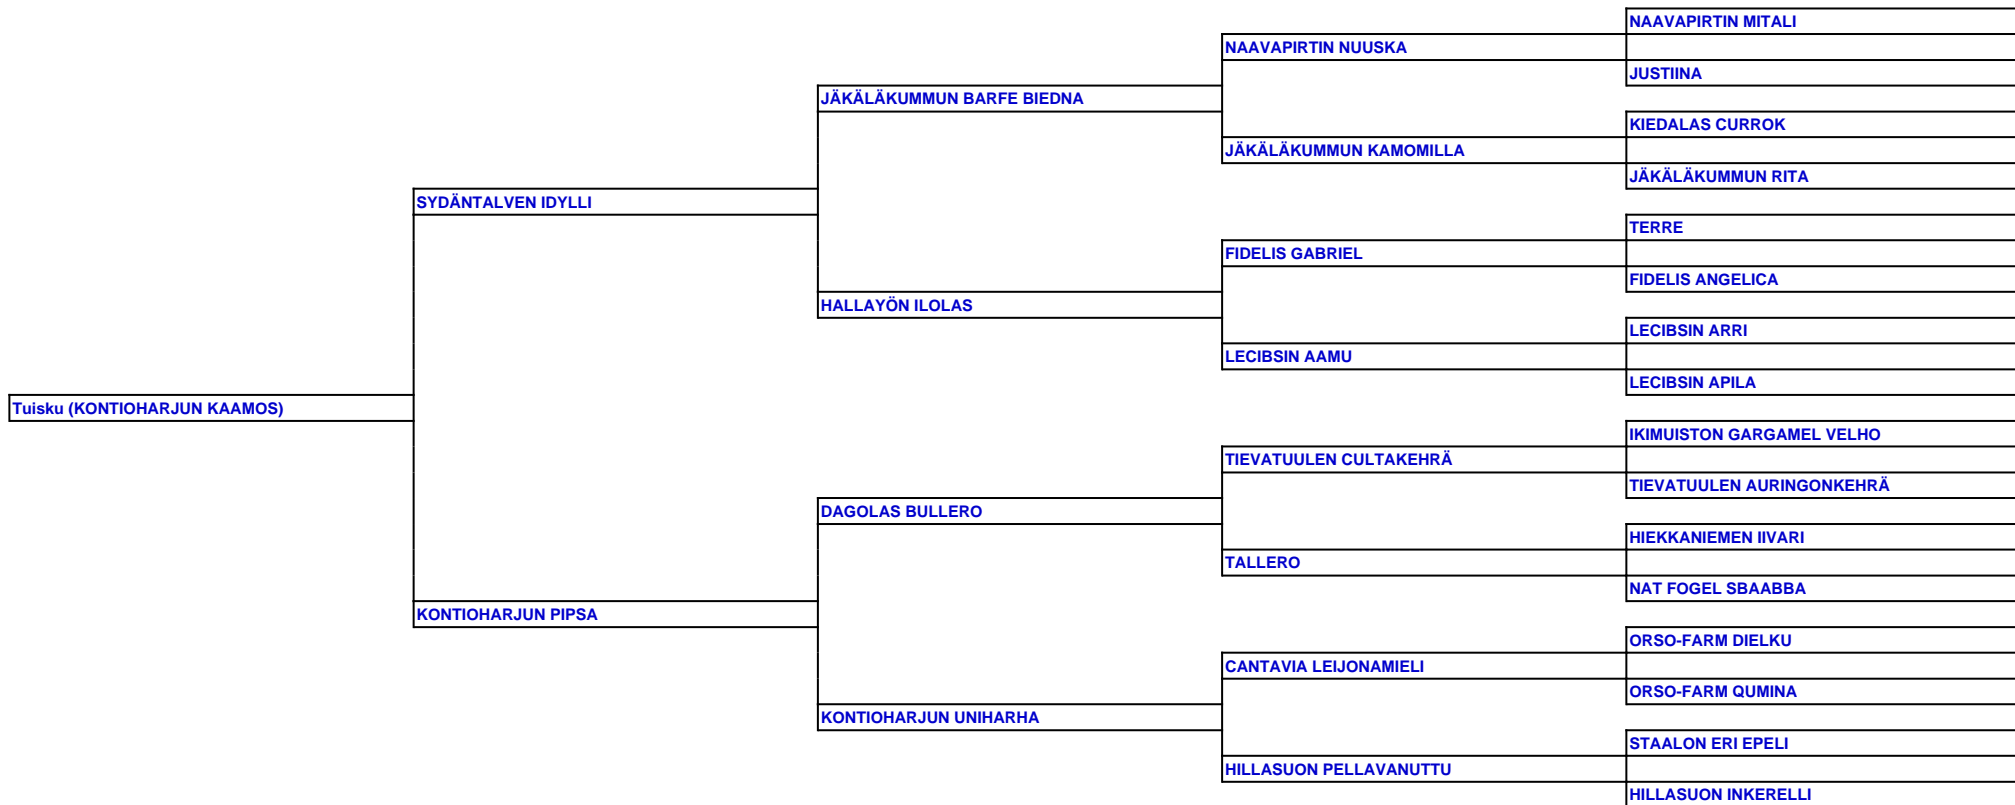 NAAVAPIRTIN MITALI
NAAVAPIRTIN NUUSKA
JUSTIINA
JÄKÄLÄKUMMUN BARFE BIEDNA
KIEDALAS CURROK
JÄKÄLÄKUMMUN KAMOMILLA
JÄKÄLÄKUMMUN RITA
SYDÄNTALVEN IDYLLI
TERRE
FIDELIS GABRIEL
FIDELIS ANGELICA
HALLAYÖN ILOLAS
LECIBSIN ARRI
LECIBSIN AAMU
LECIBSIN APILA
Tuisku (KONTIOHARJUN KAAMOS)
IKIMUISTON GARGAMEL VELHO
TIEVATUULEN CULTAKEHRÄ
TIEVATUULEN AURINGONKEHRÄ
DAGOLAS BULLERO
HIEKKANIEMEN IIVARI
TALLERO
NAT FOGEL SBAABBA
KONTIOHARJUN PIPSA
ORSO-FARM DIELKU
CANTAVIA LEIJONAMIELI
ORSO-FARM QUMINA
KONTIOHARJUN UNIHARHA
STAALON ERI EPELI
HILLASUON PELLAVANUTTU
HILLASUON INKERELLI